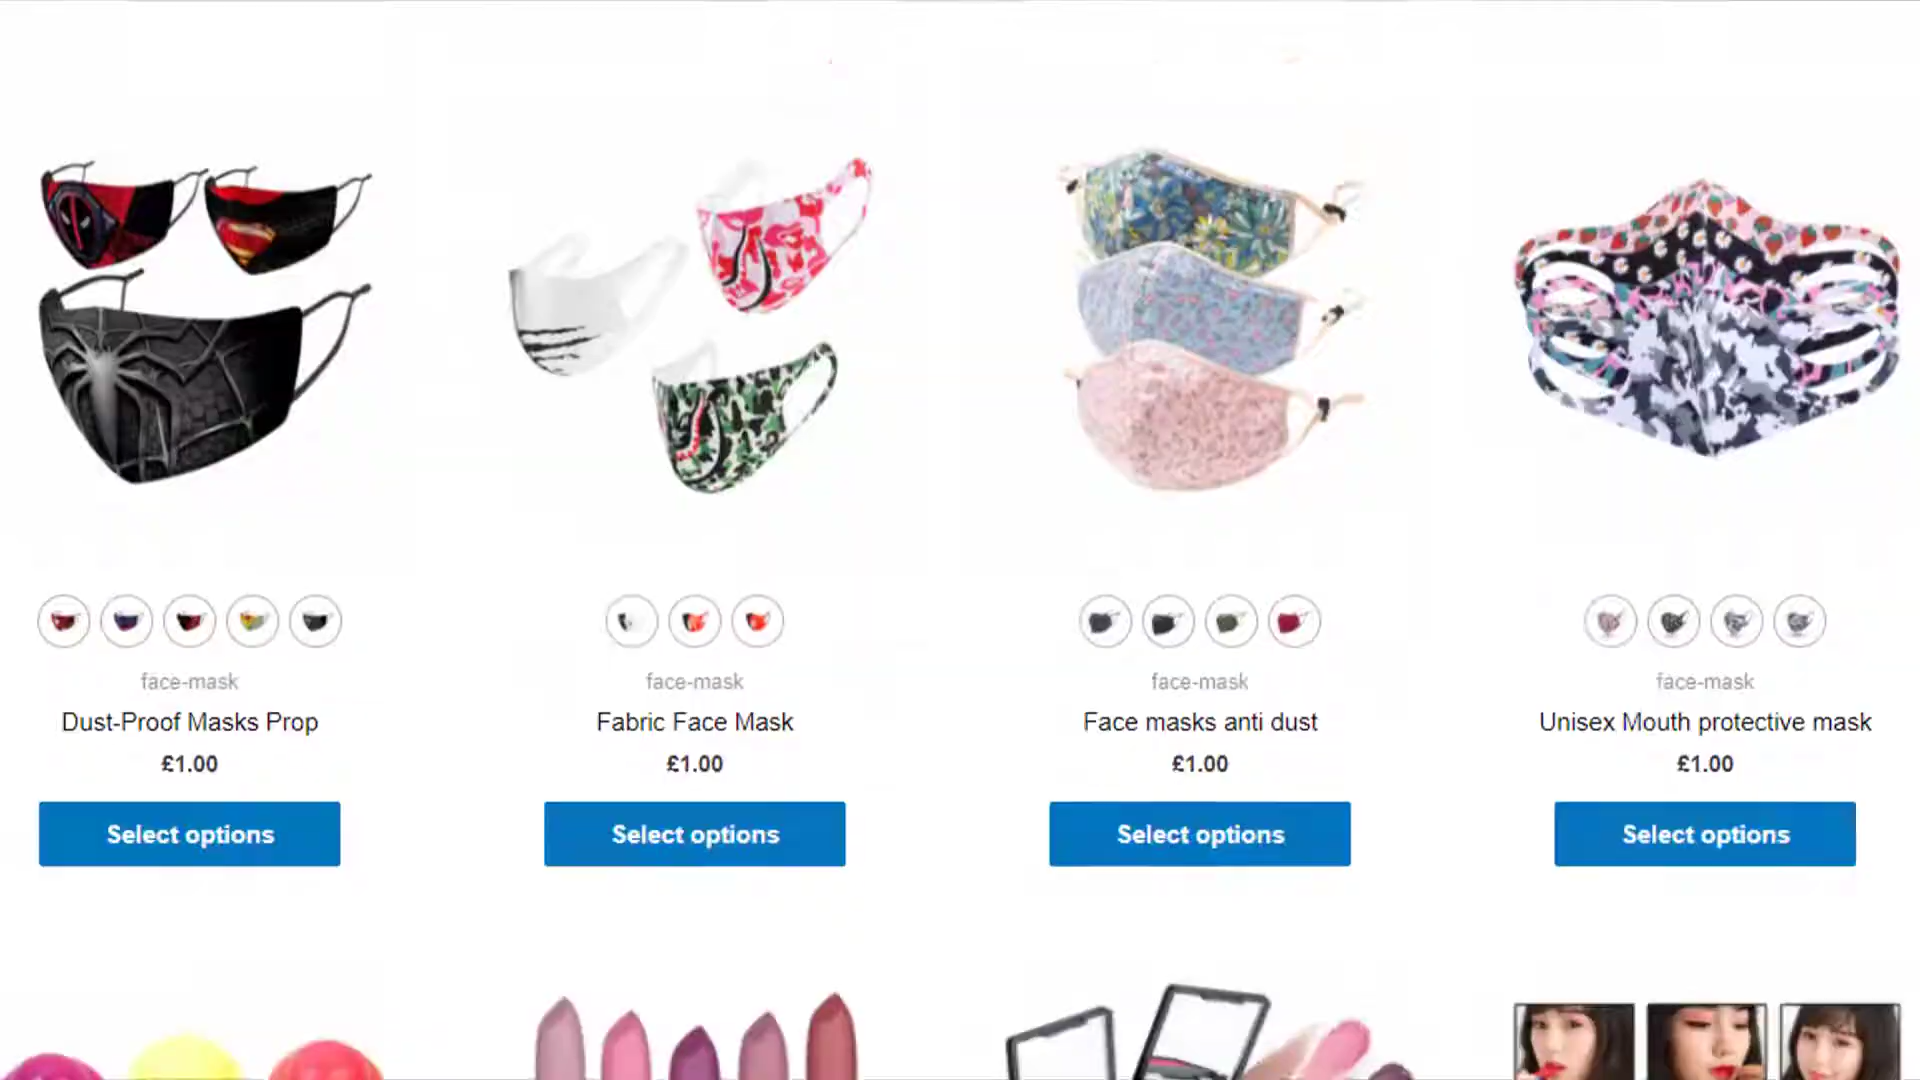 face-mask
Dust-Proof Masks Prop
£1.00
Select options
face-mask
Fabric Face Mask
£1.00
Select options
face-mask
Face masks anti dust
£1.00
Select options
face-mask
Unisex Mouth protective mask
£1.00
Select options